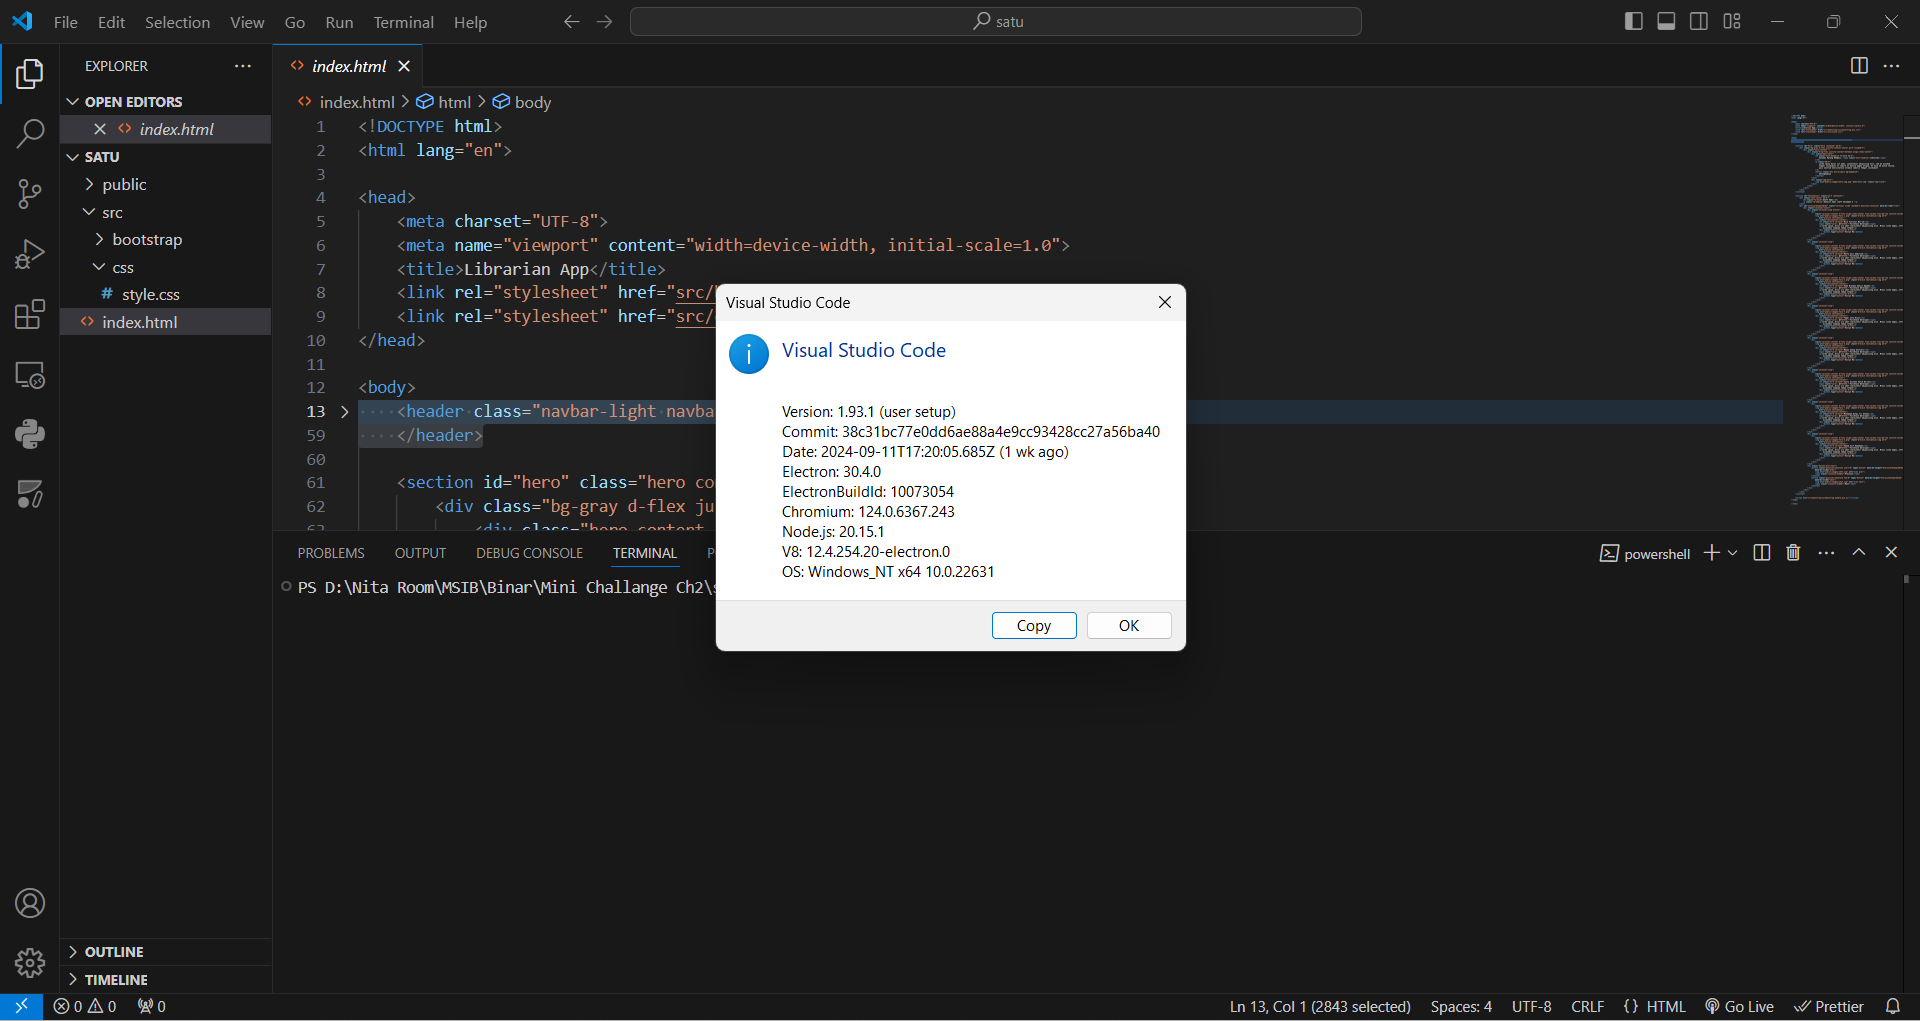 File Edit Selection View Go Run Terminal Help
satu
EXPLORER
OPEN EDITORS
index.html
SATU
public
src
bootstrap
css
# style.css
index.html
OUTLINE
TIMELINE
index.html
index.html > html > body
1 <!DOCTYPE html>
2 <html lang="en">
3
4 <head>
5 <meta charset="UTF-8">
6 <meta name="viewport" content="width=device-width, initial-scale=1.0">
7 <title>Librarian App</title>
8 <link rel="stylesheet" href="src/
9 <link rel="stylesheet" href="src/
10 </head>
11
12 <body>
13 <header class="navbar-light navba
59 </header>
60
61 <section id="hero" class="hero co
62 <div class="bg-gray d-flex ju
63 <div class="hero-content
PROBLEMS OUTPUT DEBUG CONSOLE TERMINAL P
powershell
PS D:\Nita Room\MSIB\Binar\Mini Challange Ch2\
Visual Studio Code
Visual Studio Code
Version: 1.93.1 (user setup)
Commit: 38c31bc77e0dd6ae88a4e9cc93428cc27a56ba40
Date: 2024-09-11T17:20:05.685Z (1 wk ago)
Electron: 30.4.0
ElectronBuildId: 10073054
Chromium: 124.0.6367.243
Node.js: 20.15.1
V8: 12.4.254.20-electron.0
OS: Windows_NT x64 10.0.22631
Copy OK
0 0 0
Ln 13, Col 1 (2843 selected) Spaces: 4 UTF-8 CRLF {} HTML Go Live Prettier